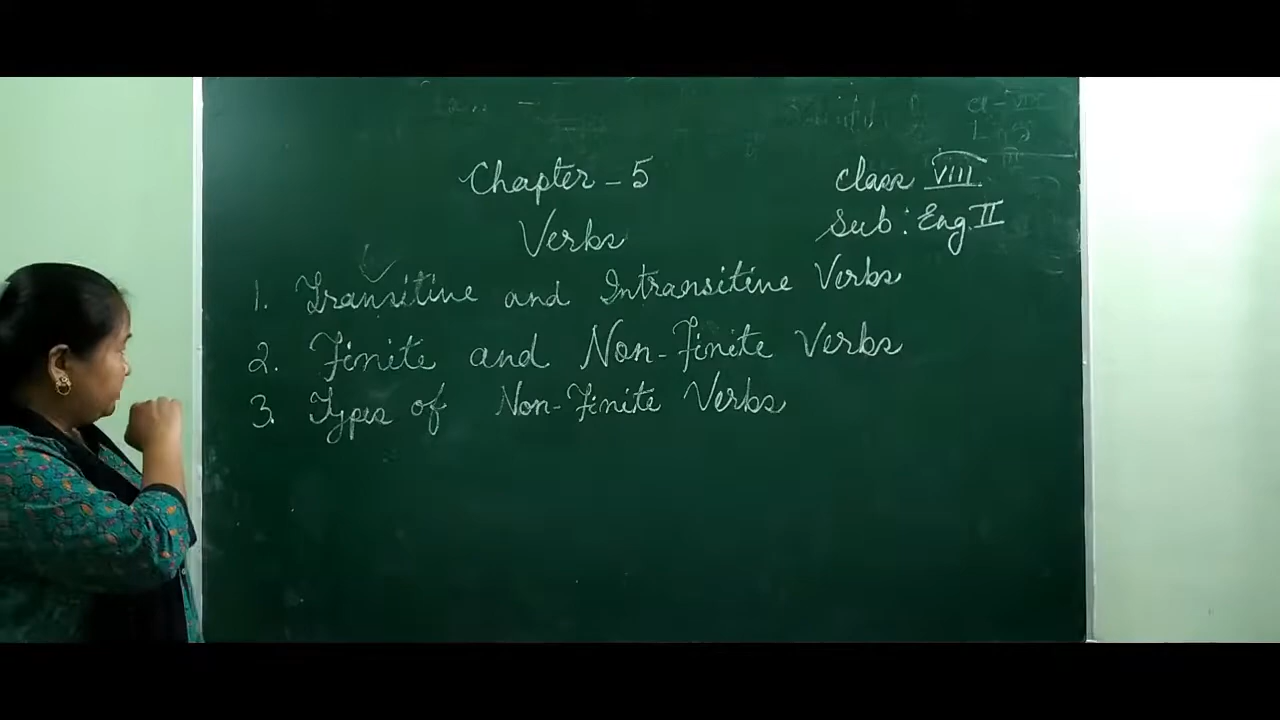 Chapter - 5
Class VIII
Verbs
Sub : Eng. II
1. Transitive and Intransitive Verbs
2. Finite and Non-Finite Verbs
3. Types of Non-Finite Verbs